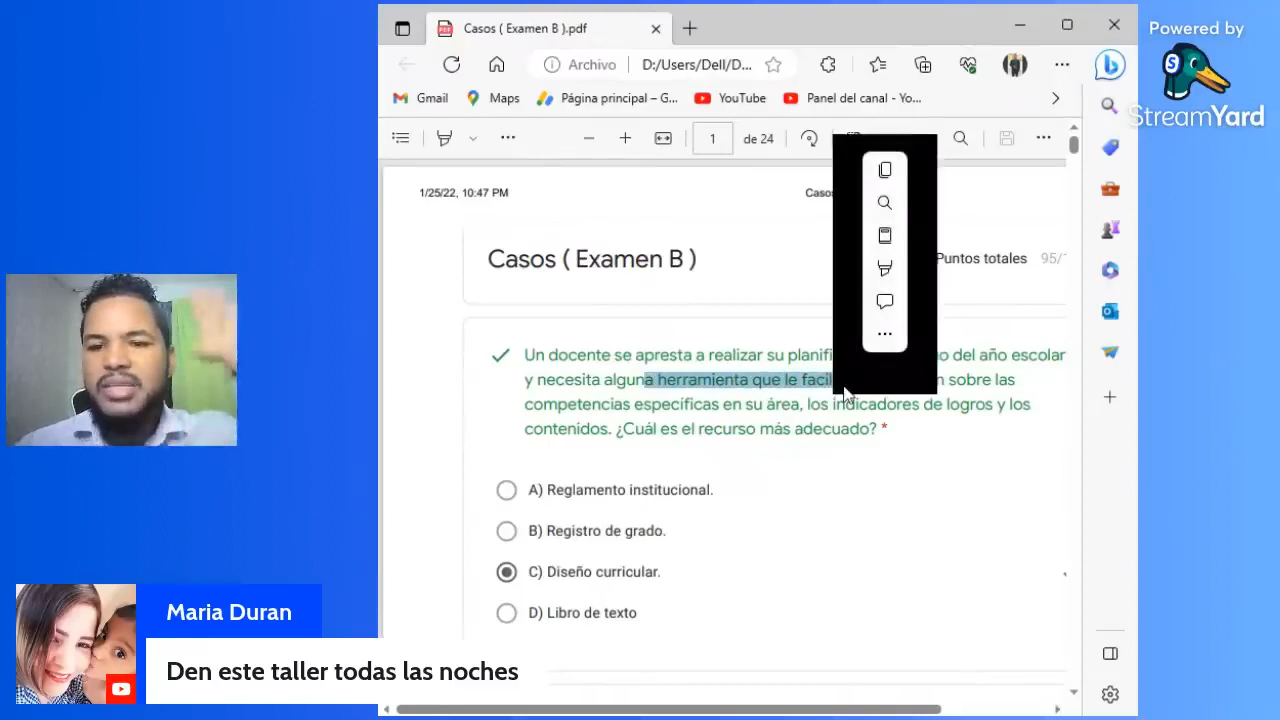 Casos ( Examen B ).pdf
Powered by
StreamYard
Archivo
D:/Users/Dell/D...
Gmail
Maps
Página principal – G...
YouTube
Panel del canal - Yo...
1
de 24
1/25/22, 10:47 PM
Casos
Casos ( Examen B )
Puntos totales 95/
Un docente se apresta a realizar su planifi o del año escolar
y necesita alguna herramienta que le facil n sobre las
competencias específicas en su área, los indicadores de logros y los
contenidos. ¿Cuál es el recurso más adecuado? *
A) Reglamento institucional.
B) Registro de grado.
C) Diseño curricular.
D) Libro de texto
Maria Duran
Den este taller todas las noches